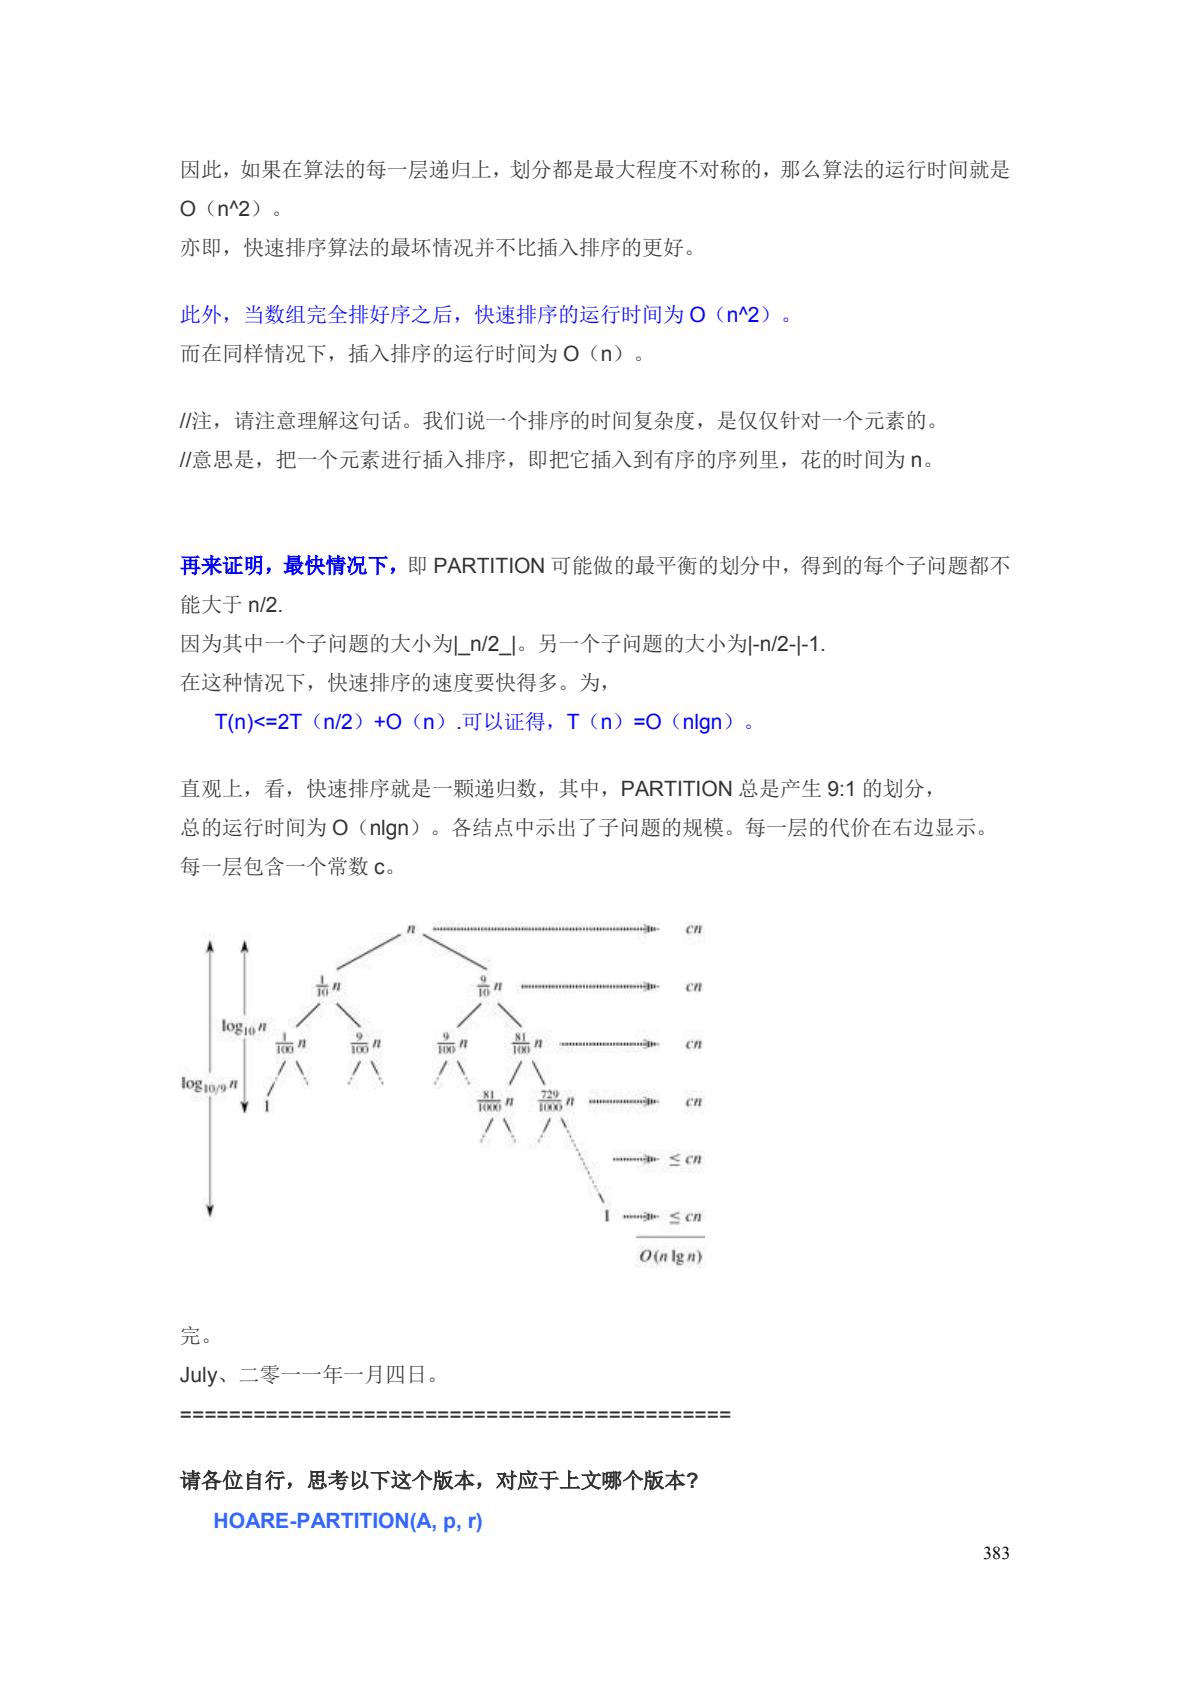 因此，如果在算法的每一层递归上，划分都是最大程度不对称的，那么算法的运行时间就是
O（n^2）。
亦即，快速排序算法的最坏情况并不比插入排序的更好。
此外，当数组完全排好序之后，快速排序的运行时间为 O（n^2）。
而在同样情况下，插入排序的运行时间为 O（n）。
//注，请注意理解这句话。我们说一个排序的时间复杂度，是仅仅针对一个元素的。
//意思是，把一个元素进行插入排序，即把它插入到有序的序列里，花的时间为 n。
再来证明，最快情况下，即 PARTITION 可能做的最平衡的划分中，得到的每个子问题都不
能大于 n/2.
因为其中一个子问题的大小为|_n/2_|。另一个子问题的大小为|-n/2-|-1.
在这种情况下，快速排序的速度要快得多。为，
T(n)<=2T（n/2）+O（n）.可以证得，T（n）=O（nlgn）。
直观上，看，快速排序就是一颗递归数，其中，PARTITION 总是产生 9:1 的划分，
总的运行时间为 O（nlgn）。各结点中示出了子问题的规模。每一层的代价在右边显示。
每一层包含一个常数 c。
n cn
1/10 n 9/10 n cn
log10 n
1/100 n 9/100 n 9/100 n 81/100 n cn
log10/9 n
1 81/1000 n 729/1000 n cn
≤ cn
1 ≤ cn
O(n lg n)
完。
July、二零一一年一月四日。
=============================================
请各位自行，思考以下这个版本，对应于上文哪个版本?
HOARE-PARTITION(A, p, r)
383